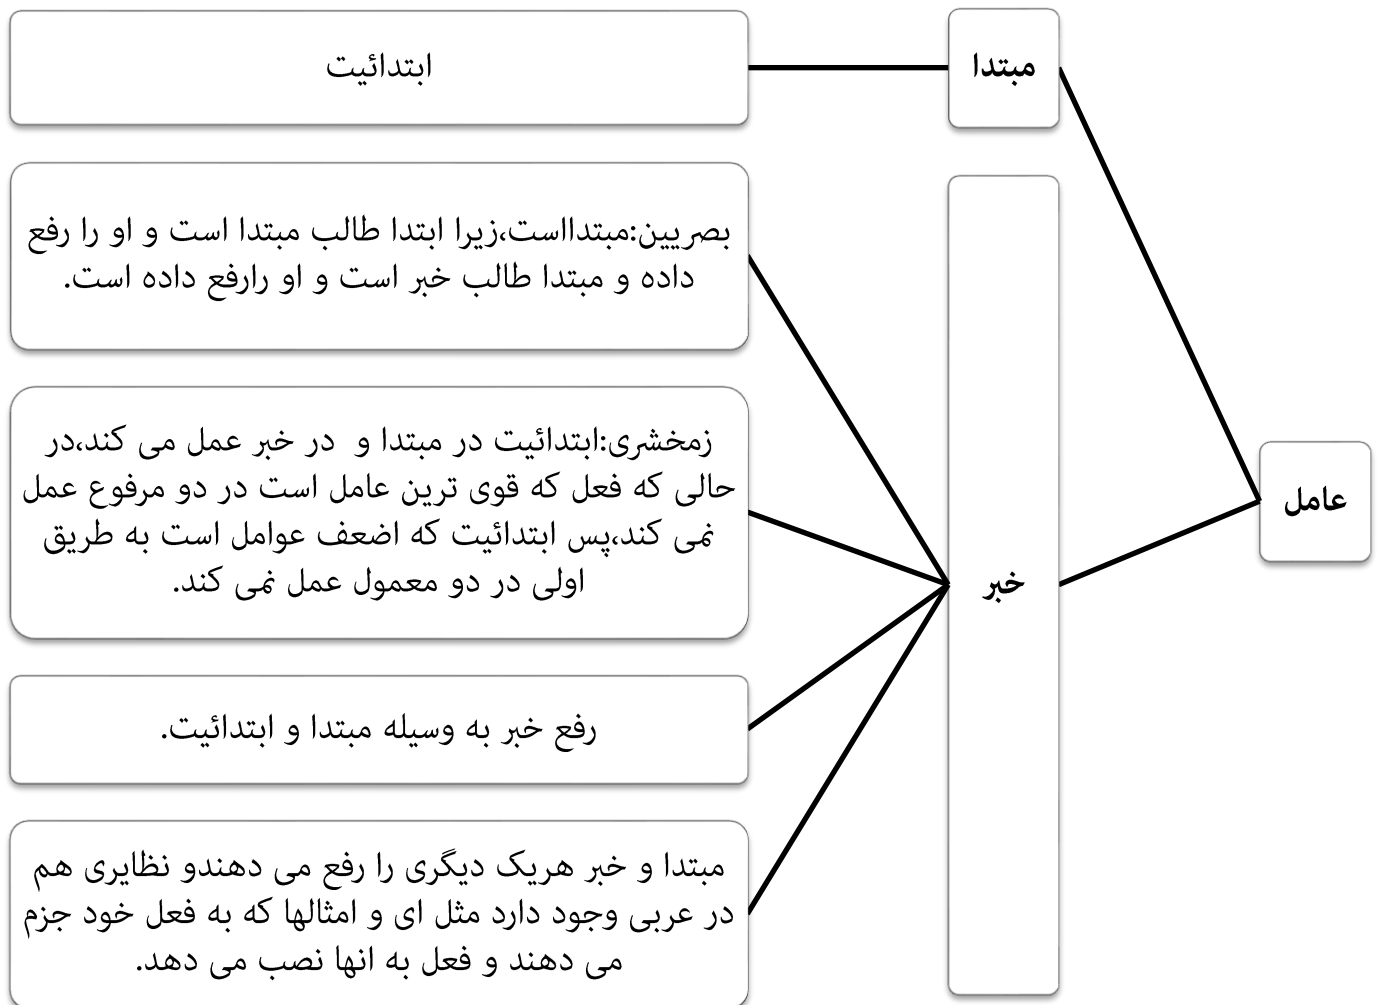 عامل
مبتدا
ابتدائیت
خبر
بصریین:مبتدااست،زیرا ابتدا طالب مبتدا است و او را رفع
داده و مبتدا طالب خبر است و او رارفع داده است.
زمخشری:ابتدائیت در مبتدا و  در خبر عمل می کند،در
حالی که فعل که قوی ترین عامل است در دو مرفوع عمل
نمی کند،پس ابتدائیت که اضعف عوامل است به طریق
اولی در دو معمول عمل نمی کند.
رفع خبر به وسیله مبتدا و ابتدائیت.
مبتدا و خبر هریک دیگری را رفع می دهندو نظایری هم
در عربی وجود دارد مثل ای و امثالها که به فعل خود جزم
می دهند و فعل به انها نصب می دهد.